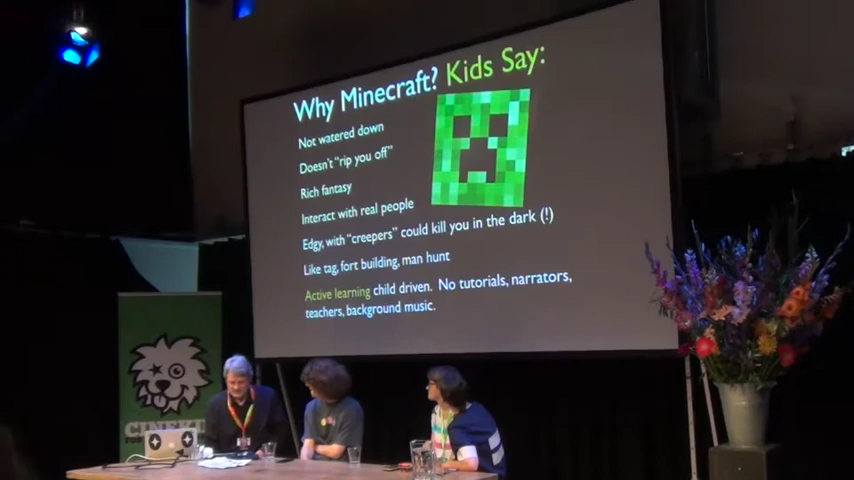 Why Minecraft? Kids Say:
Not watered down
Doesn't "rip you off"
Rich fantasy
Interact with real people
Edgy, with "creepers" could kill you in the dark (!)
Like tag, fort building, man hunt
Active learning child driven. No tutorials, narrators,
teachers, background music.